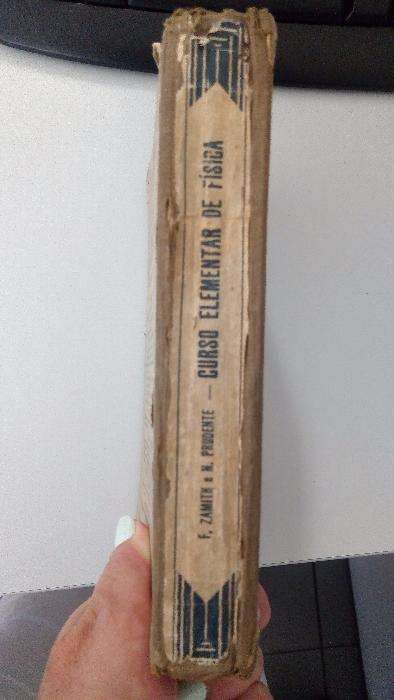 F. ZAMITH e R. PRUDENTE — CURSO ELEMENTAR DE FÍSICA